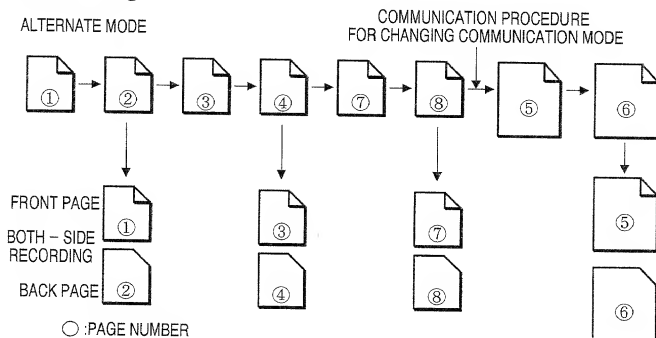 ALTERNATE MODE
COMMUNICATION PROCEDURE
FOR CHANGING COMMUNICATION MODE
① ② ③ ④ ⑦ ⑧ ⑤ ⑥
FRONT PAGE ① ③ ⑦ ⑤
BOTH – SIDE
RECORDING
BACK PAGE ② ④ ⑧ ⑥
○ :PAGE NUMBER